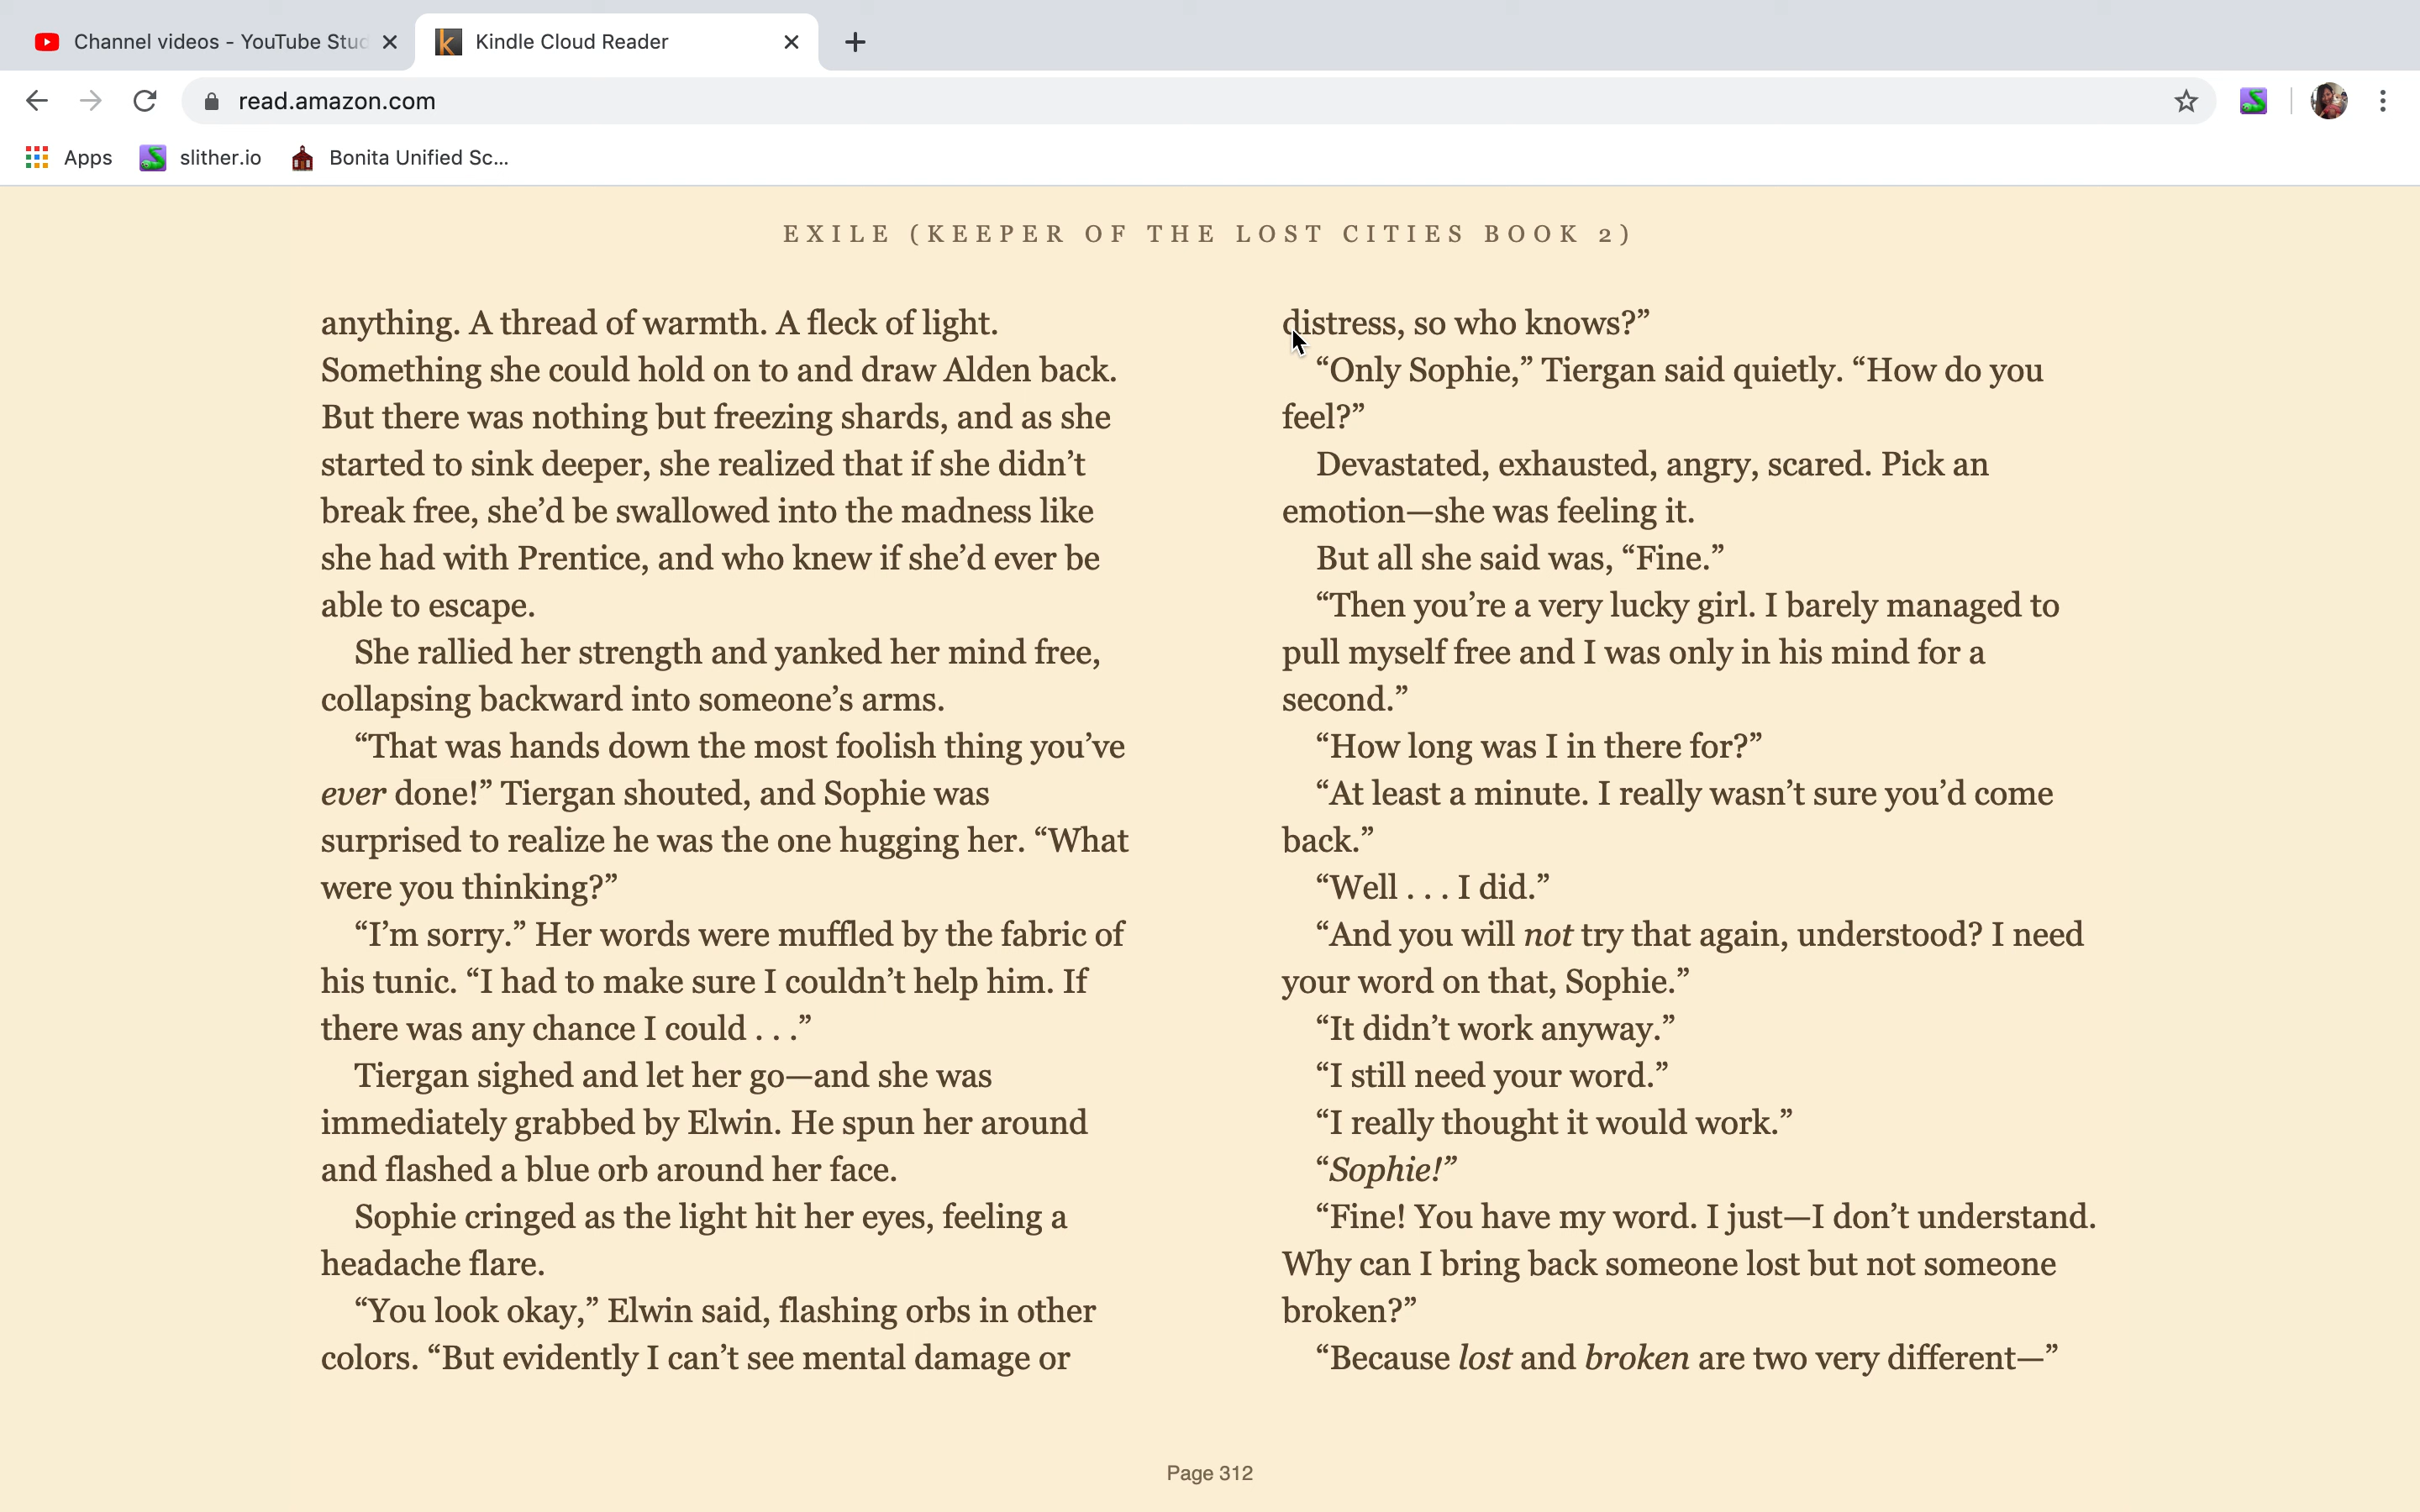 Channel videos - YouTube Stud
Kindle Cloud Reader
read.amazon.com
Apps
slither.io
Bonita Unified Sc...
EXILE (KEEPER OF THE LOST CITIES BOOK 2)
anything. A thread of warmth. A fleck of light.
Something she could hold on to and draw Alden back.
But there was nothing but freezing shards, and as she
started to sink deeper, she realized that if she didn’t
break free, she’d be swallowed into the madness like
she had with Prentice, and who knew if she’d ever be
able to escape.
She rallied her strength and yanked her mind free,
collapsing backward into someone’s arms.
“That was hands down the most foolish thing you’ve
ever done!” Tiergan shouted, and Sophie was
surprised to realize he was the one hugging her. “What
were you thinking?”
“I’m sorry.” Her words were muffled by the fabric of
his tunic. “I had to make sure I couldn’t help him. If
there was any chance I could . . .”
Tiergan sighed and let her go—and she was
immediately grabbed by Elwin. He spun her around
and flashed a blue orb around her face.
Sophie cringed as the light hit her eyes, feeling a
headache flare.
“You look okay,” Elwin said, flashing orbs in other
colors. “But evidently I can’t see mental damage or
distress, so who knows?”
“Only Sophie,” Tiergan said quietly. “How do you
feel?”
Devastated, exhausted, angry, scared. Pick an
emotion—she was feeling it.
But all she said was, “Fine.”
“Then you’re a very lucky girl. I barely managed to
pull myself free and I was only in his mind for a
second.”
“How long was I in there for?”
“At least a minute. I really wasn’t sure you’d come
back.”
“Well . . . I did.”
“And you will not try that again, understood? I need
your word on that, Sophie.”
“It didn’t work anyway.”
“I still need your word.”
“I really thought it would work.”
“Sophie!”
“Fine! You have my word. I just—I don’t understand.
Why can I bring back someone lost but not someone
broken?”
“Because lost and broken are two very different—”
Page 312